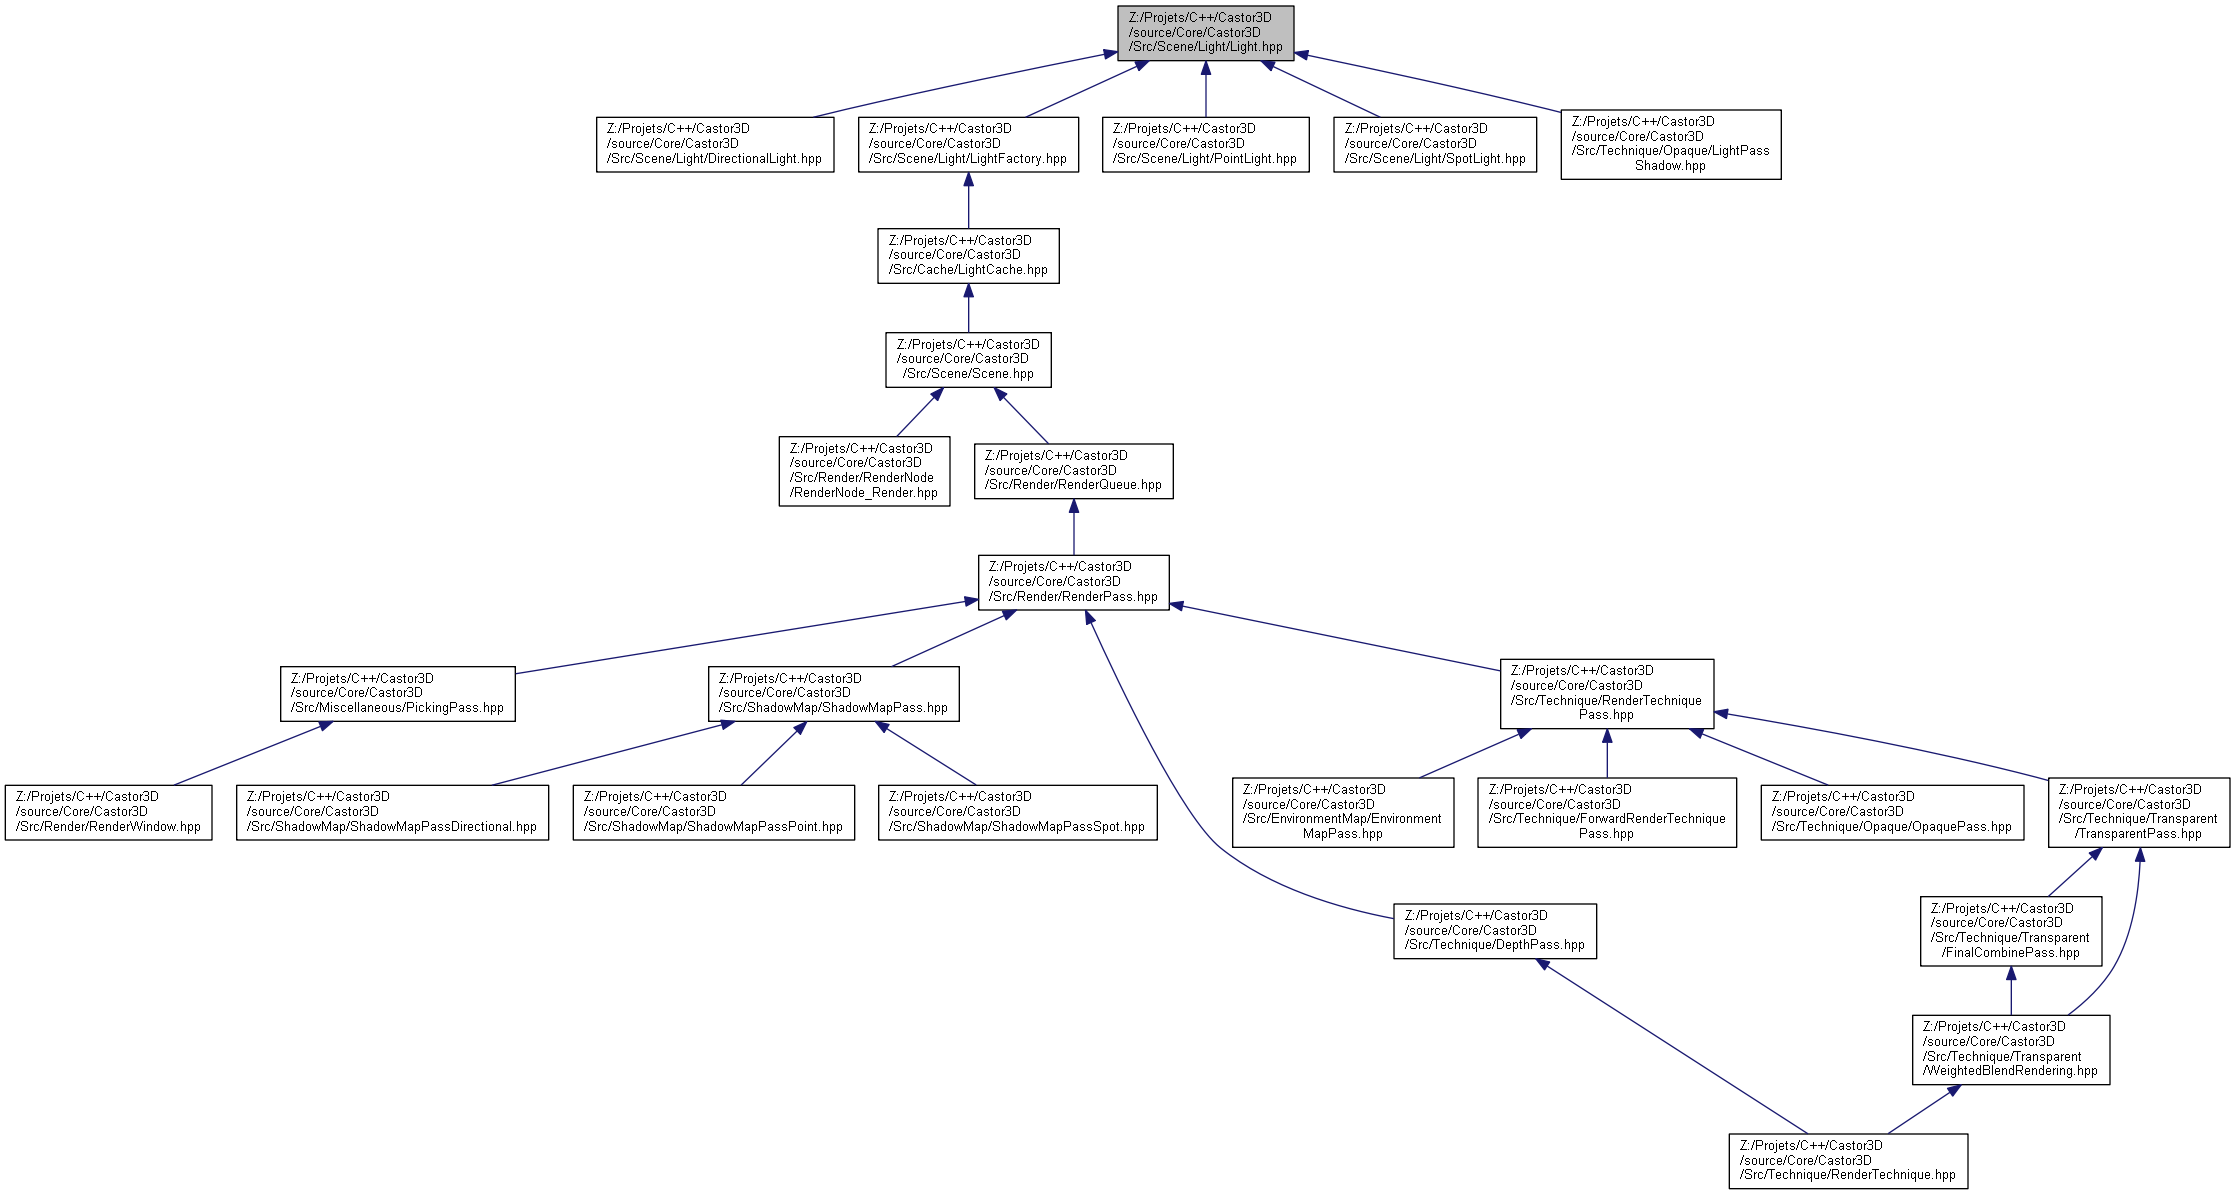 Z:/Projets/C++/Castor3D
/source/Core/Castor3D
/Src/Scene/Light/Light.hpp
Z:/Projets/C++/Castor3D
/source/Core/Castor3D
/Src/Scene/Light/DirectionalLight.hpp
Z:/Projets/C++/Castor3D
/source/Core/Castor3D
/Src/Scene/Light/LightFactory.hpp
Z:/Projets/C++/Castor3D
/source/Core/Castor3D
/Src/Scene/Light/PointLight.hpp
Z:/Projets/C++/Castor3D
/source/Core/Castor3D
/Src/Scene/Light/SpotLight.hpp
Z:/Projets/C++/Castor3D
/source/Core/Castor3D
/Src/Technique/Opaque/LightPass
Shadow.hpp
Z:/Projets/C++/Castor3D
/source/Core/Castor3D
/Src/Cache/LightCache.hpp
Z:/Projets/C++/Castor3D
/source/Core/Castor3D
/Src/Scene/Scene.hpp
Z:/Projets/C++/Castor3D
/source/Core/Castor3D
/Src/Render/RenderNode
/RenderNode_Render.hpp
Z:/Projets/C++/Castor3D
/source/Core/Castor3D
/Src/Render/RenderQueue.hpp
Z:/Projets/C++/Castor3D
/source/Core/Castor3D
/Src/Render/RenderPass.hpp
Z:/Projets/C++/Castor3D
/source/Core/Castor3D
/Src/Miscellaneous/PickingPass.hpp
Z:/Projets/C++/Castor3D
/source/Core/Castor3D
/Src/ShadowMap/ShadowMapPass.hpp
Z:/Projets/C++/Castor3D
/source/Core/Castor3D
/Src/Technique/RenderTechnique
Pass.hpp
Z:/Projets/C++/Castor3D
/source/Core/Castor3D
/Src/Render/RenderWindow.hpp
Z:/Projets/C++/Castor3D
/source/Core/Castor3D
/Src/ShadowMap/ShadowMapPassDirectional.hpp
Z:/Projets/C++/Castor3D
/source/Core/Castor3D
/Src/ShadowMap/ShadowMapPassPoint.hpp
Z:/Projets/C++/Castor3D
/source/Core/Castor3D
/Src/ShadowMap/ShadowMapPassSpot.hpp
Z:/Projets/C++/Castor3D
/source/Core/Castor3D
/Src/EnvironmentMap/Environment
MapPass.hpp
Z:/Projets/C++/Castor3D
/source/Core/Castor3D
/Src/Technique/ForwardRenderTechnique
Pass.hpp
Z:/Projets/C++/Castor3D
/source/Core/Castor3D
/Src/Technique/Opaque/OpaquePass.hpp
Z:/Projets/C++/Castor3D
/source/Core/Castor3D
/Src/Technique/Transparent
/TransparentPass.hpp
Z:/Projets/C++/Castor3D
/source/Core/Castor3D
/Src/Technique/DepthPass.hpp
Z:/Projets/C++/Castor3D
/source/Core/Castor3D
/Src/Technique/Transparent
/FinalCombinePass.hpp
Z:/Projets/C++/Castor3D
/source/Core/Castor3D
/Src/Technique/Transparent
/WeightedBlendRendering.hpp
Z:/Projets/C++/Castor3D
/source/Core/Castor3D
/Src/Technique/RenderTechnique.hpp